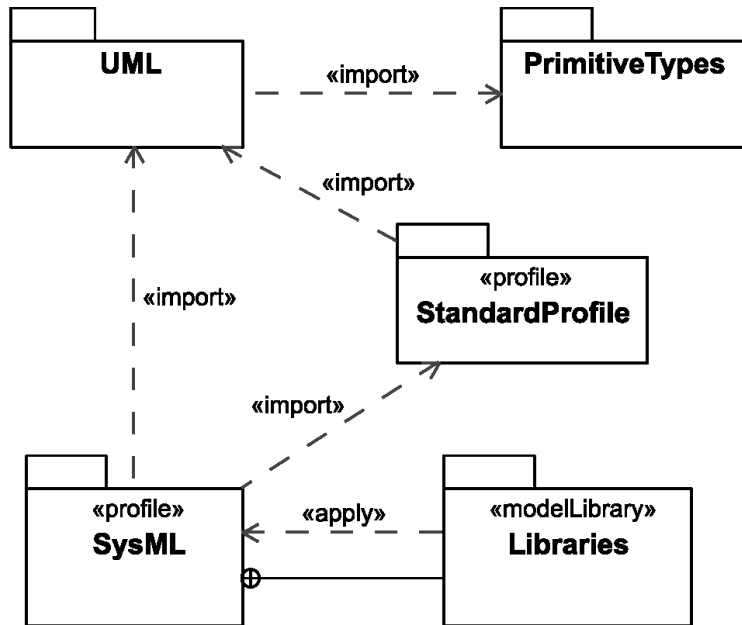 UML
«import»
PrimitiveTypes
«import»
«profile»
StandardProfile
«import»
«import»
«profile»
SysML
«apply»
«modelLibrary»
Libraries